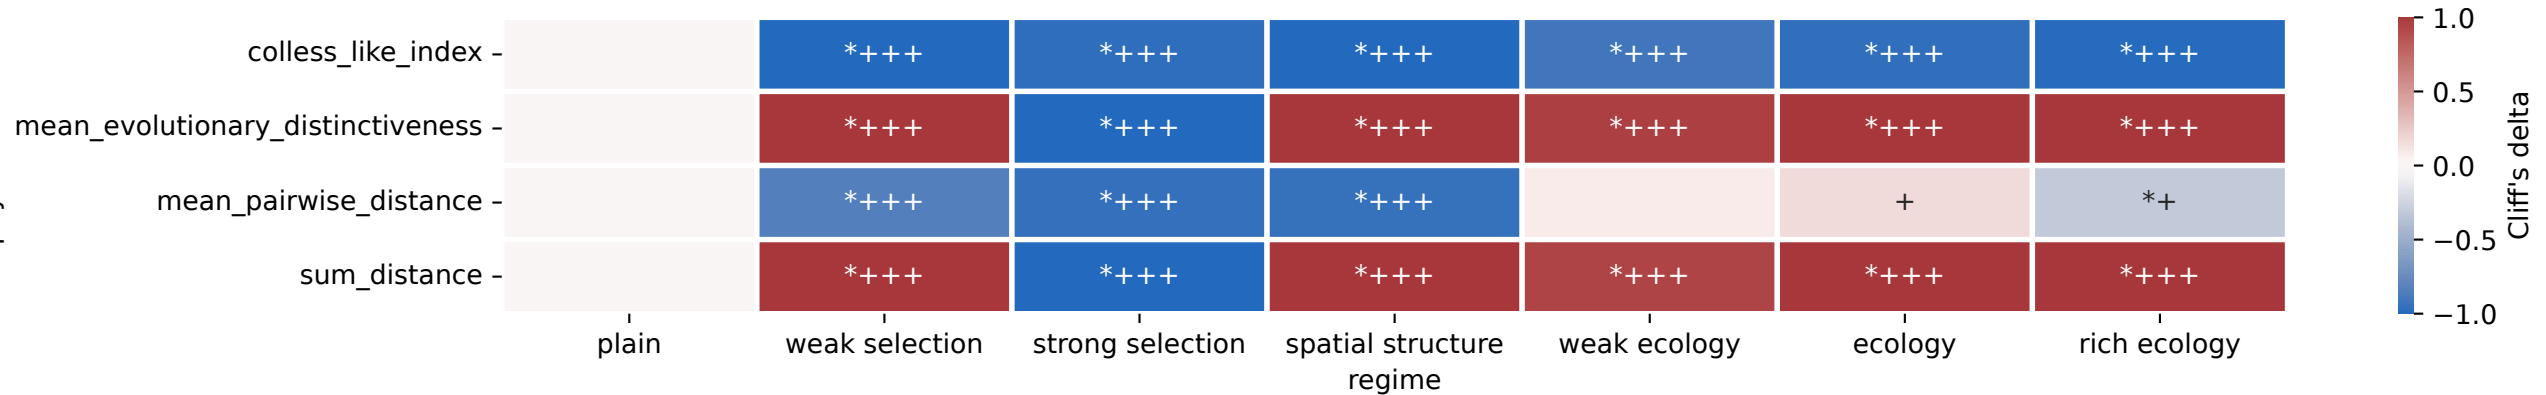 colless_like_index *+++ *+++ *+++ *+++ *+++ *+++
mean_evolutionary_distinctiveness *+++ *+++ *+++ *+++ *+++ *+++
mean_pairwise_distance *+++ *+++ *+++ + *+
sum_distance *+++ *+++ *+++ *+++ *+++ *+++
plain weak selection strong selection spatial structure weak ecology ecology rich ecology
regime
1.0
0.5
0.0
−0.5
−1.0
Cliff's delta